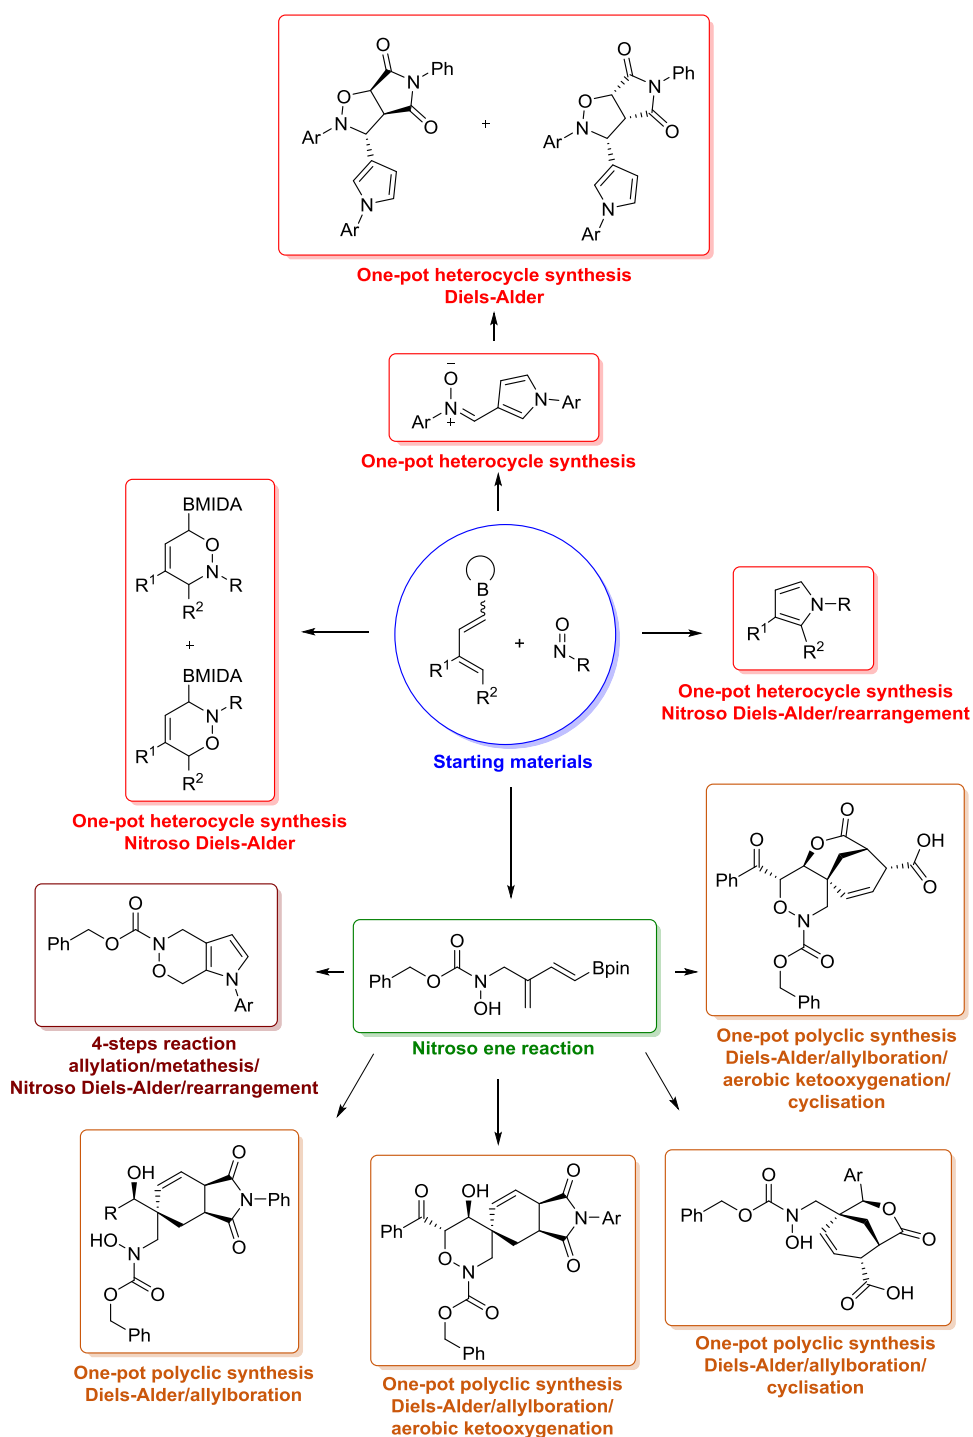 O
N
Ph
O
O
N
Ar
N
Ar
+
O
N
Ph
O
O
N
Ar
N
Ar
One-pot heterocycle synthesis
Diels-Alder
−
O
Ar
N
+
N
Ar
One-pot heterocycle synthesis
BMIDA
O
N
R
R1
R2
+
BMIDA
N
R
O
R1
R2
One-pot heterocycle synthesis
Nitroso Diels-Alder
B
R1
R2
+
O
N
R
Starting materials
N
R
R1
R2
One-pot heterocycle synthesis
Nitroso Diels-Alder/rearrangement
O
Ph
O
N
O
N
Ar
4-steps reaction
allylation/metathesis/
Nitroso Diels-Alder/rearrangement
O
Ph
O
N
OH
Bpin
Nitroso ene reaction
O
O
O
OH
O
Ph
O
N
O
O
Ph
One-pot polyclic synthesis
Diels-Alder/allylboration/
aerobic ketooxygenation/
cyclisation
OH
R
O
N
Ph
O
HO
N
O
O
Ph
One-pot polyclic synthesis
Diels-Alder/allylboration
O
OH
Ph
O
N
Ar
O
O
N
O
O
Ph
One-pot polyclic synthesis
Diels-Alder/allylboration/
aerobic ketooxygenation
Ar
O
Ph
O
N
OH
O
O
O
OH
One-pot polyclic synthesis
Diels-Alder/allylboration/
cyclisation